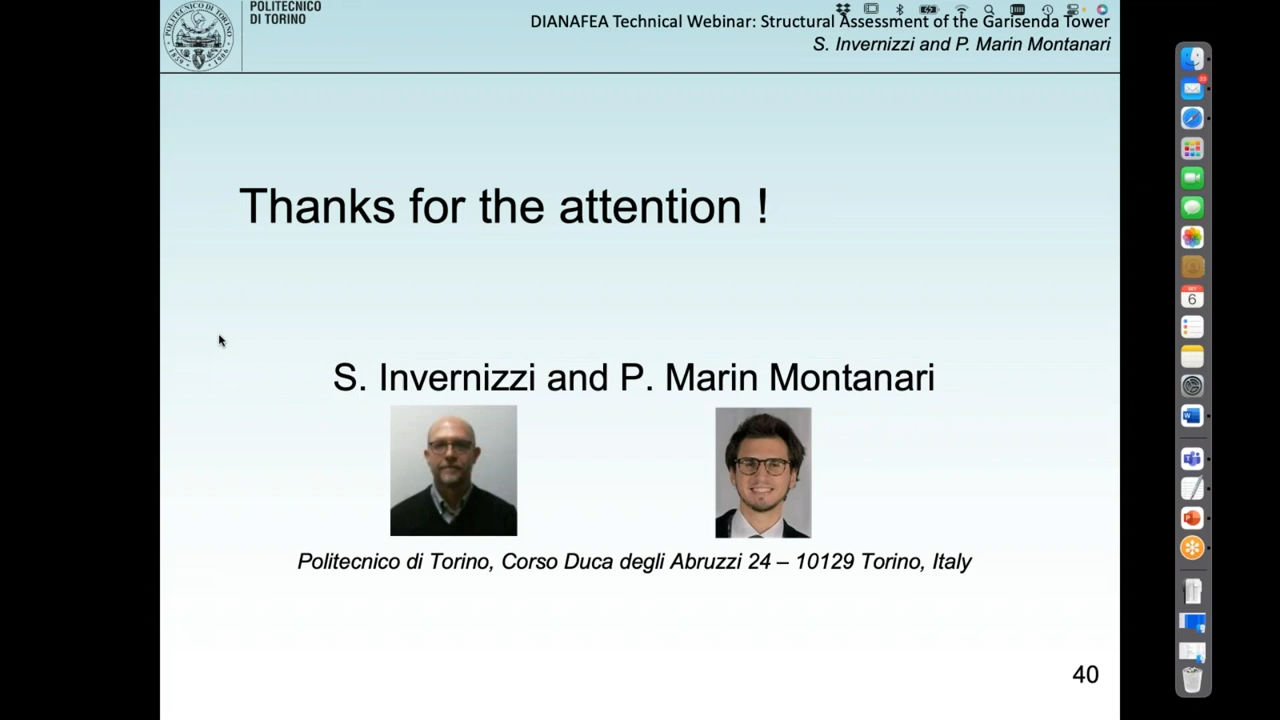 POLITECNICO
DI TORINO
DIANAFEA Technical Webinar: Structural Assessment of the Garisenda Tower
S. Invernizzi and P. Marin Montanari
Thanks for the attention !
S. Invernizzi and P. Marin Montanari
Politecnico di Torino, Corso Duca degli Abruzzi 24 – 10129 Torino, Italy
40
6